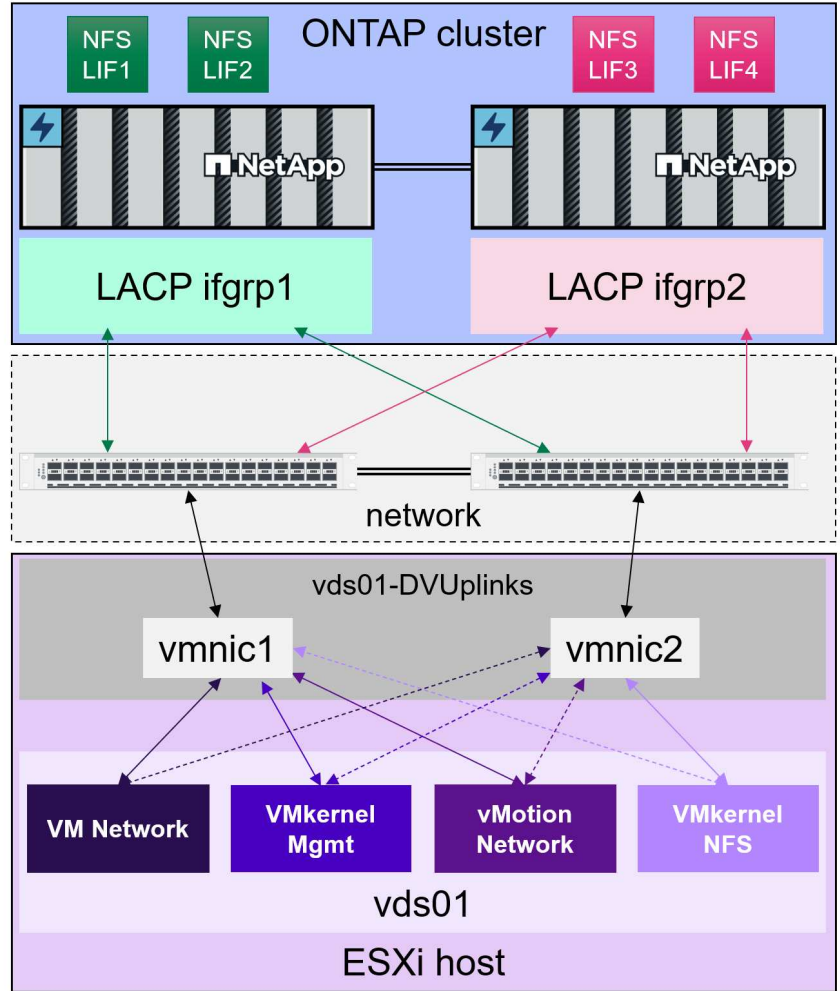 ONTAP cluster
NFS
LIF1
NFS
LIF2
NFS
LIF3
NFS
LIF4
NetApp
NetApp
LACP ifgrp1
LACP ifgrp2
network
vds01-DVUplinks
vmnic1
vmnic2
VM Network
VMkernel
Mgmt
vMotion
Network
VMkernel
NFS
vds01
ESXi host